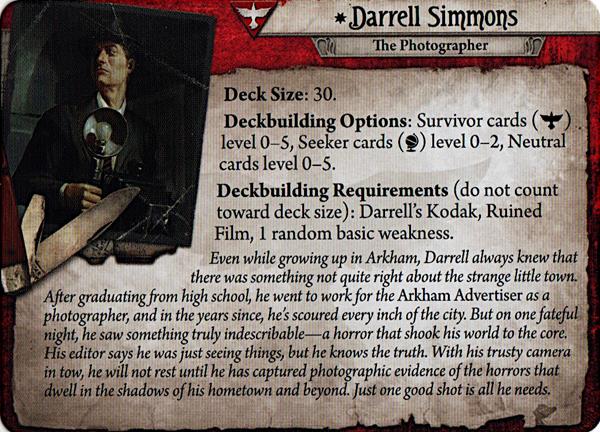 Darrell Simmons
The Photographer
Deck Size: 30.
Deckbuilding Options: Survivor cards ( )
level 0–5, Seeker cards ( ) level 0–2, Neutral
cards level 0–5.
Deckbuilding Requirements (do not count
toward deck size): Darrell's Kodak, Ruined
Film, 1 random basic weakness.
Even while growing up in Arkham, Darrell always knew that
there was something not quite right about the strange little town.
After graduating from high school, he went to work for the Arkham Advertiser as a
photographer, and in the years since, he's scoured every inch of the city. But on one fateful
night, he saw something truly indescribable—a horror that shook his world to the core.
His editor says he was just seeing things, but he knows the truth. With his trusty camera
in tow, he will not rest until he has captured photographic evidence of the horrors that
dwell in the shadows of his hometown and beyond. Just one good shot is all he needs.